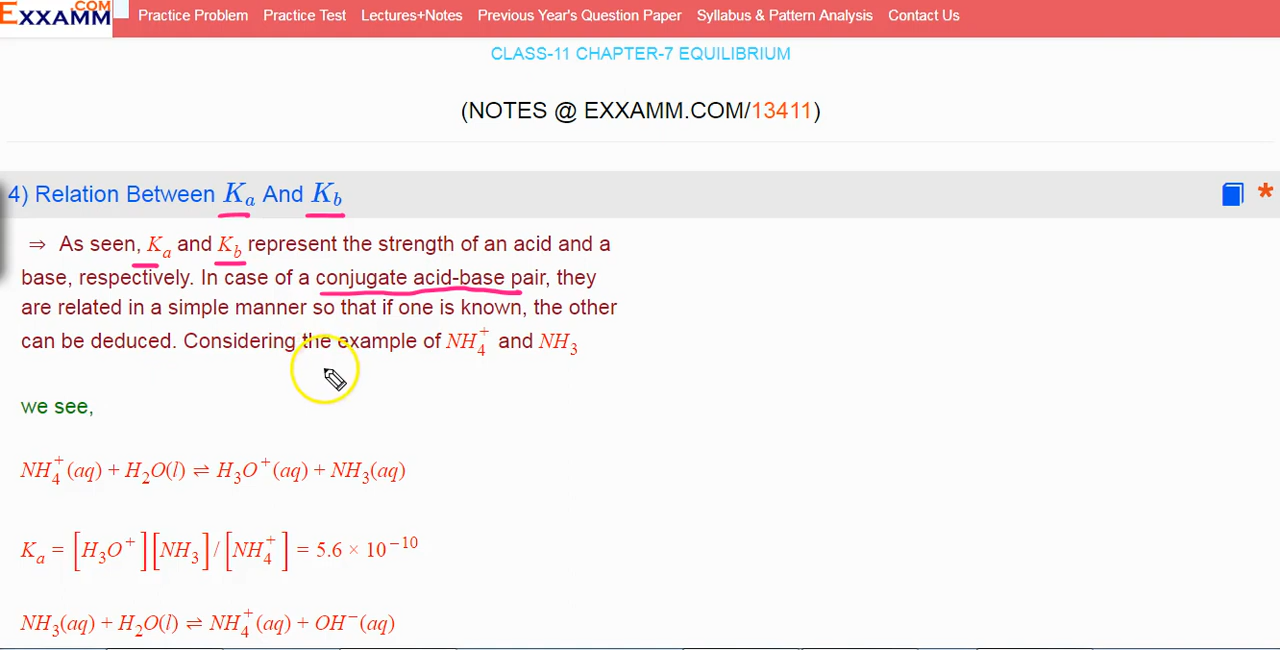 EXXAMM.COM
Practice Problem Practice Test Lectures+Notes Previous Year's Question Paper Syllabus & Pattern Analysis Contact Us
CLASS-11 CHAPTER-7 EQUILIBRIUM
(NOTES @ EXXAMM.COM/13411)
4) Relation Between Kₐ And K_b *
⇒ As seen, Kₐ and K_b represent the strength of an acid and a
base, respectively. In case of a conjugate acid-base pair, they
are related in a simple manner so that if one is known, the other
can be deduced. Considering the example of NH₄⁺ and NH₃
we see,
NH₄⁺(aq) + H₂O(l) ⇌ H₃O⁺(aq) + NH₃(aq)
Kₐ = [H₃O⁺][NH₃] / [NH₄⁺] = 5.6 × 10⁻¹⁰
NH₃(aq) + H₂O(l) ⇌ NH₄⁺(aq) + OH⁻(aq)